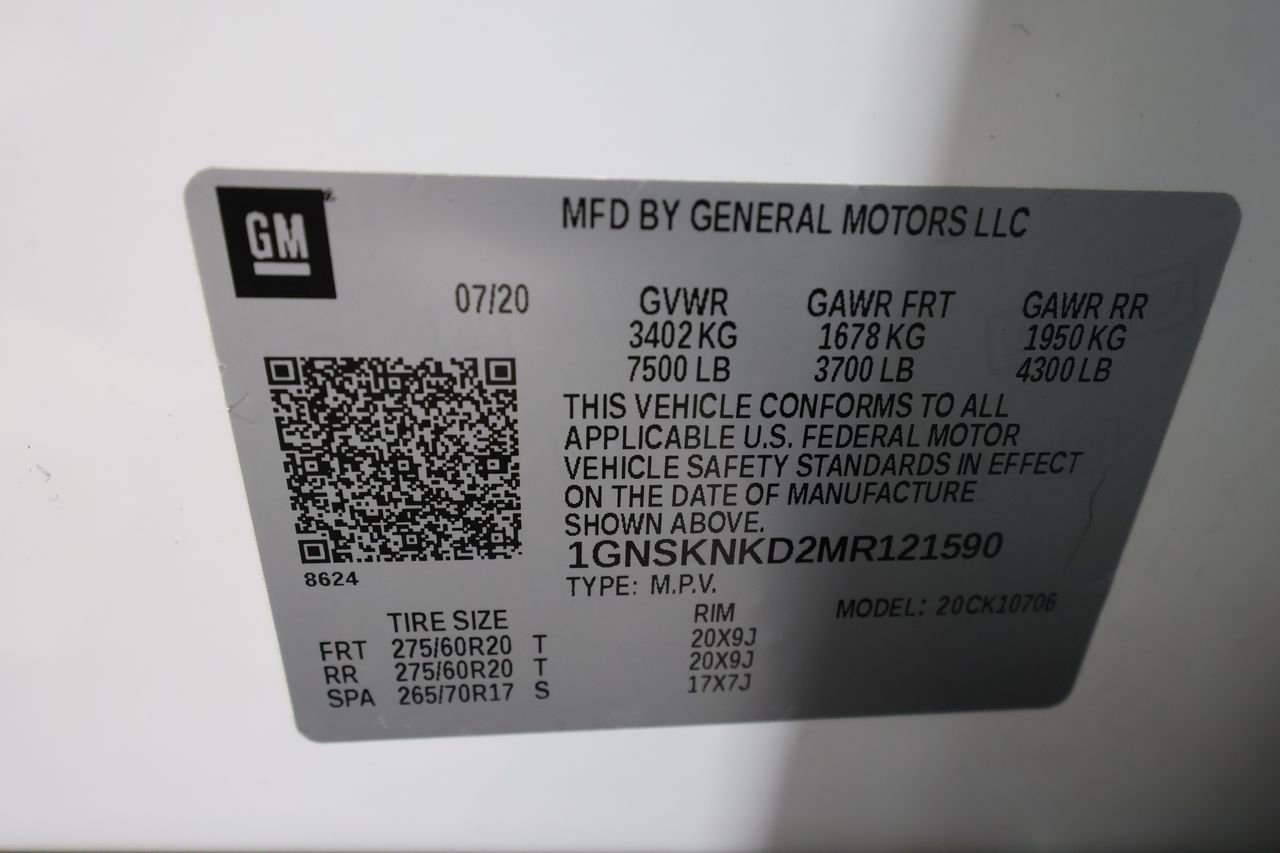 GM
MFD BY GENERAL MOTORS LLC
07/20 GVWR GAWR FRT GAWR RR
3402 KG 1678 KG 1950 KG
7500 LB 3700 LB 4300 LB
THIS VEHICLE CONFORMS TO ALL
APPLICABLE U.S. FEDERAL MOTOR
VEHICLE SAFETY STANDARDS IN EFFECT
ON THE DATE OF MANUFACTURE
SHOWN ABOVE.
1GNSKNKD2MR121590
8624
TYPE: M.P.V. MODEL: 20CK10706
TIRE SIZE RIM
FRT 275/60R20 T 20X9J
RR 275/60R20 T 20X9J
SPA 265/70R17 S 17X7J